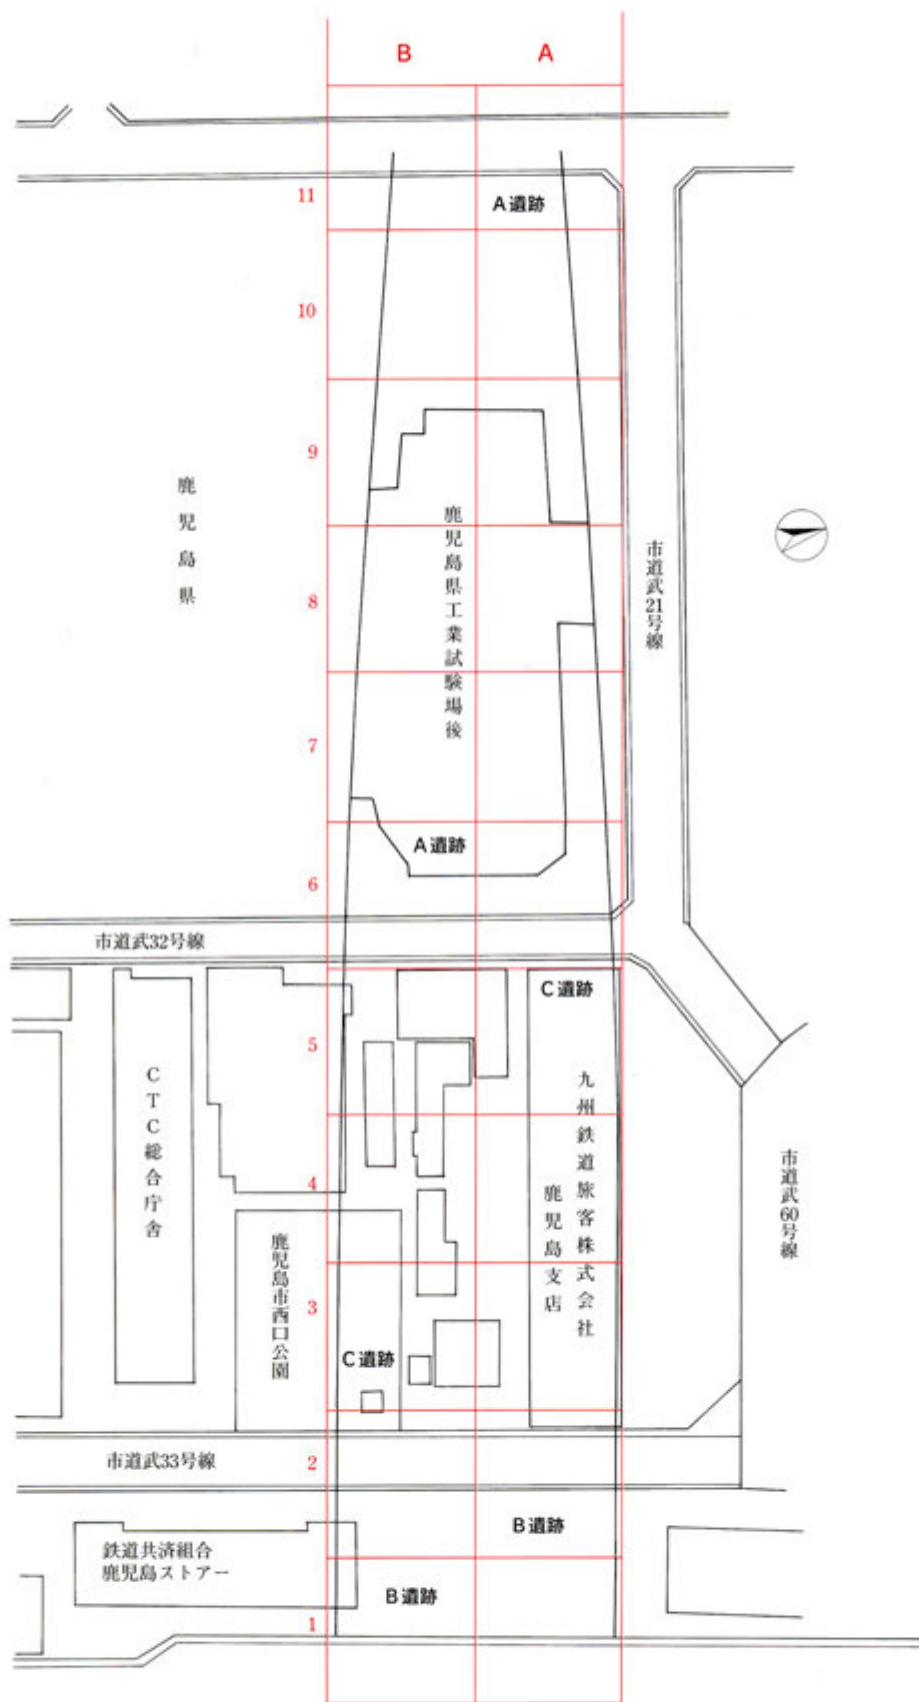 B A
11
A遺跡
10
9
鹿児島県
鹿児島県工業試験場後
市道武21号線
8
7
A遺跡
6
市道武32号線
C遺跡
5
CTC総合庁舎
九州鉄道旅客株式会社
鹿児島支店
4
市道武60号線
鹿児島市西口公園
3
C遺跡
市道武33号線
2
B遺跡
鉄道共済組合
鹿児島ストアー
B遺跡
1